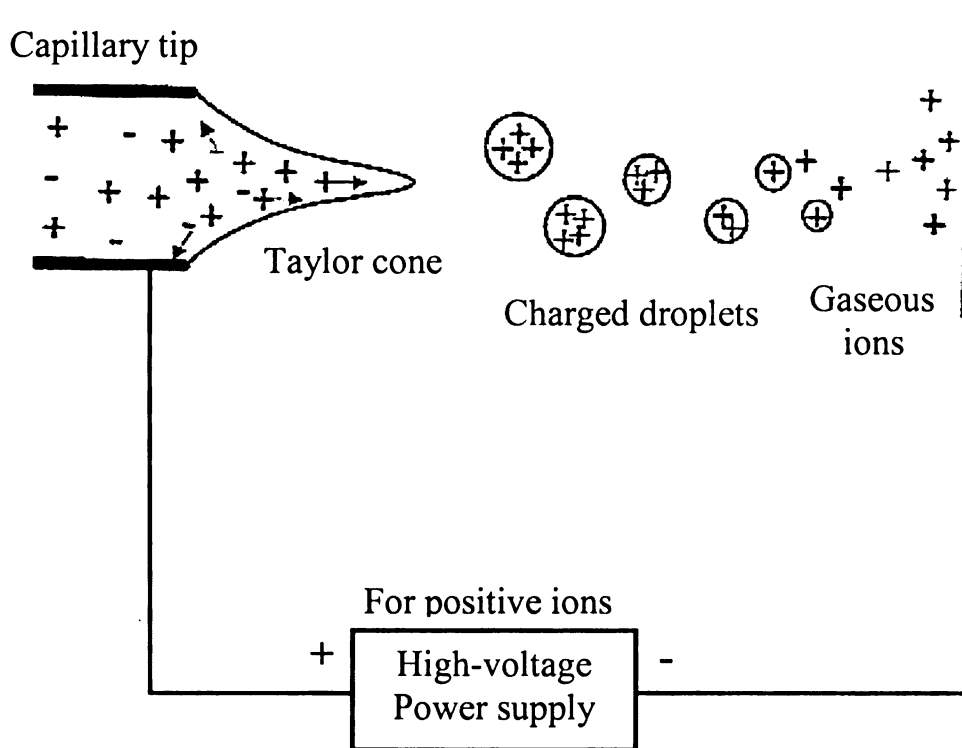 Capillary tip
Taylor cone
Charged droplets
Gaseous
ions
For positive ions
+
-
High-voltage
Power supply